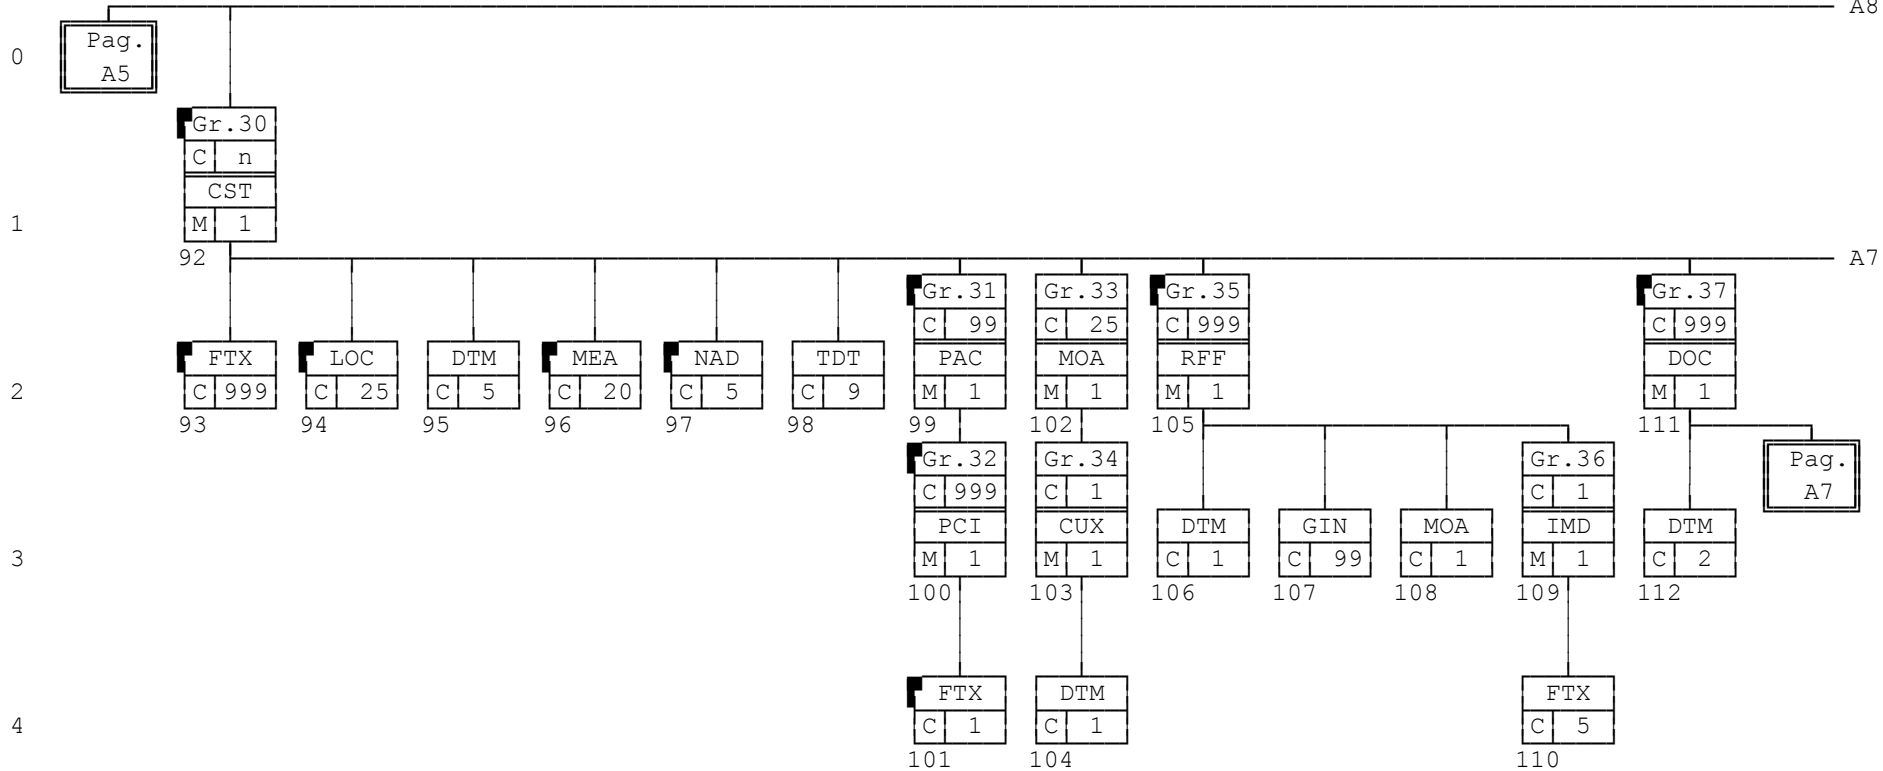 A8
Pag.
0
A5
Gr.30
C n
CST
1 M 1
92 A7
Gr.31 Gr.33 Gr.35 Gr.37
C 99 C 25 C 999 C 999
FTX LOC DTM MEA NAD TDT PAC MOA RFF DOC
2 C 999 C 25 C 5 C 20 C 5 C 9 M 1 M 1 M 1 M 1
93 94 95 96 97 98 99 102 105 111
Gr.32 Gr.34 Gr.36 Pag.
C 999 C 1 C 1 A7
PCI CUX DTM GIN MOA IMD DTM
3 M 1 M 1 C 1 C 99 C 1 M 1 C 2
100 103 106 107 108 109 112
FTX DTM FTX
4 C 1 C 1 C 5
101 104 110